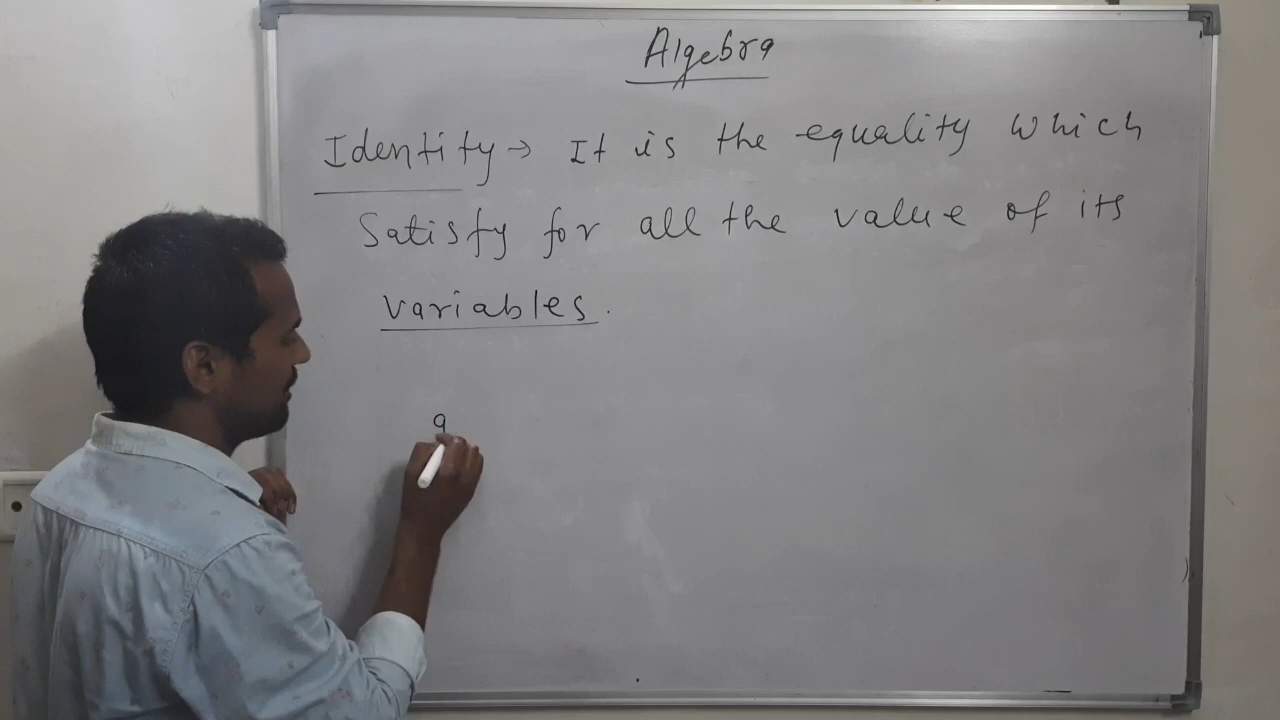 Algebra
Identity → It is the equality which
Satisfy for all the value of its
variables.
a